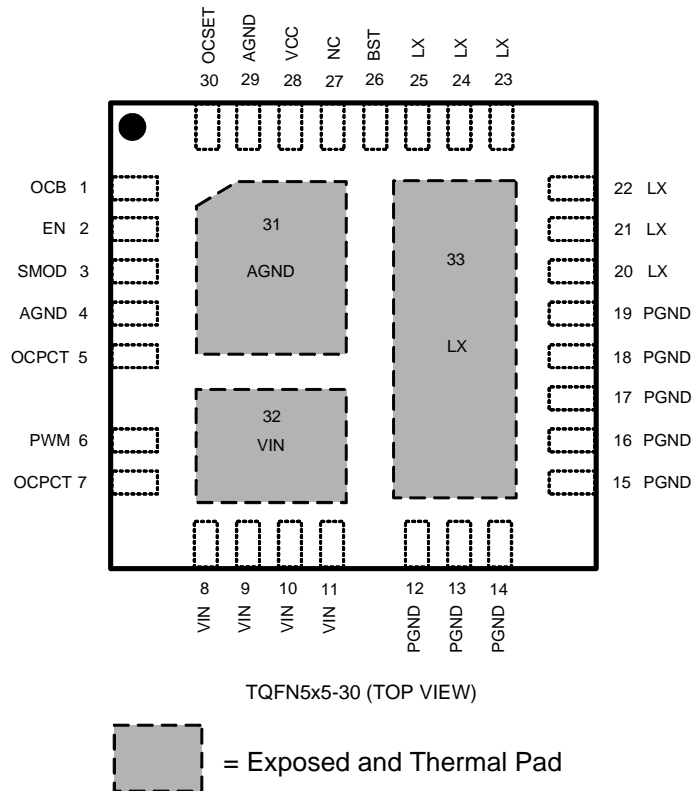 OCSET
AGND
VCC
NC
BST
LX
LX
LX
30 29 28 27 26 25 24 23
OCB 1
EN 2
SMOD 3
AGND 4
OCPCT 5
PWM 6
OCPCT 7
31
AGND
32
VIN
33
LX
22 LX
21 LX
20 LX
19 PGND
18 PGND
17 PGND
16 PGND
15 PGND
8 9 10 11 12 13 14
VIN
VIN
VIN
VIN
PGND
PGND
PGND
TQFN5x5-30 (TOP VIEW)
= Exposed and Thermal Pad